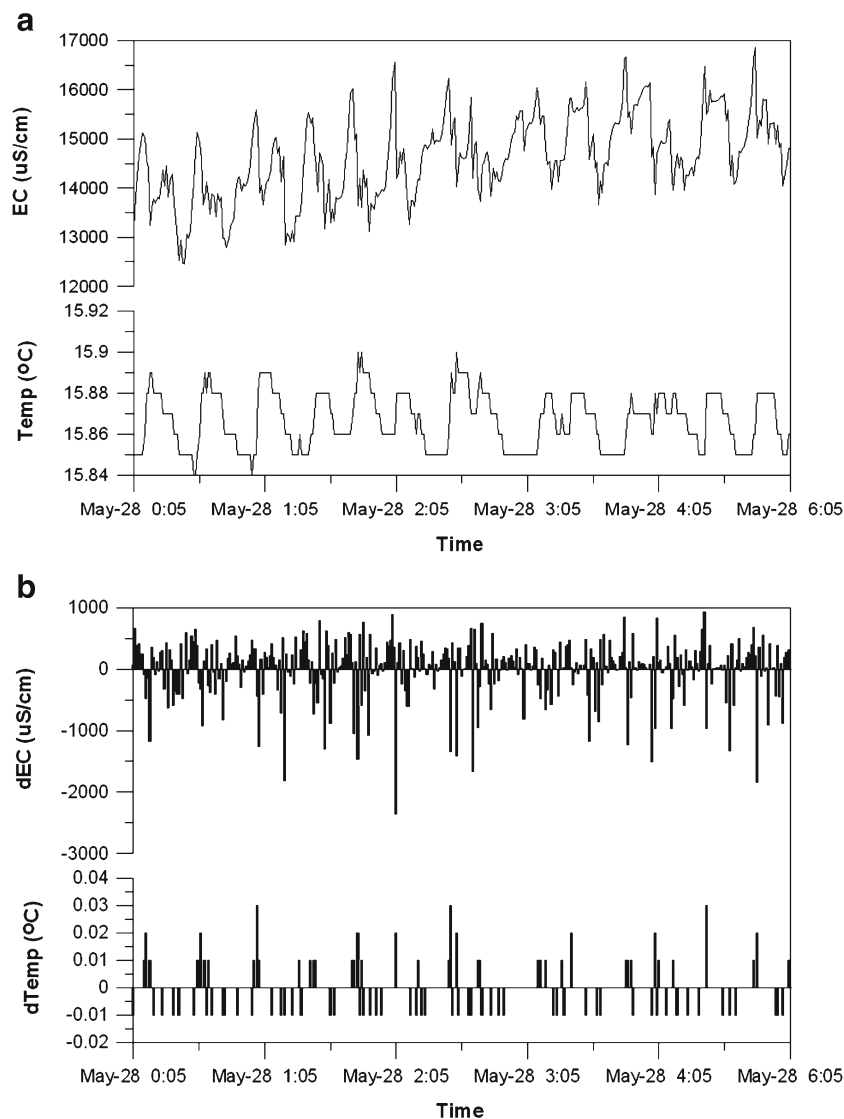 a
17000
16000
15000
14000
13000
12000
EC (uS/cm)
15.92
15.9
15.88
15.86
15.84
Temp (ºC)
May-28 0:05 May-28 1:05 May-28 2:05 May-28 3:05 May-28 4:05 May-28 6:05
Time
b
1000
0
-1000
-2000
-3000
dEC (uS/cm)
0.04
0.03
0.02
0.01
0
-0.01
-0.02
dTemp (ºC)
May-28 0:05 May-28 1:05 May-28 2:05 May-28 3:05 May-28 4:05 May-28 6:05
Time